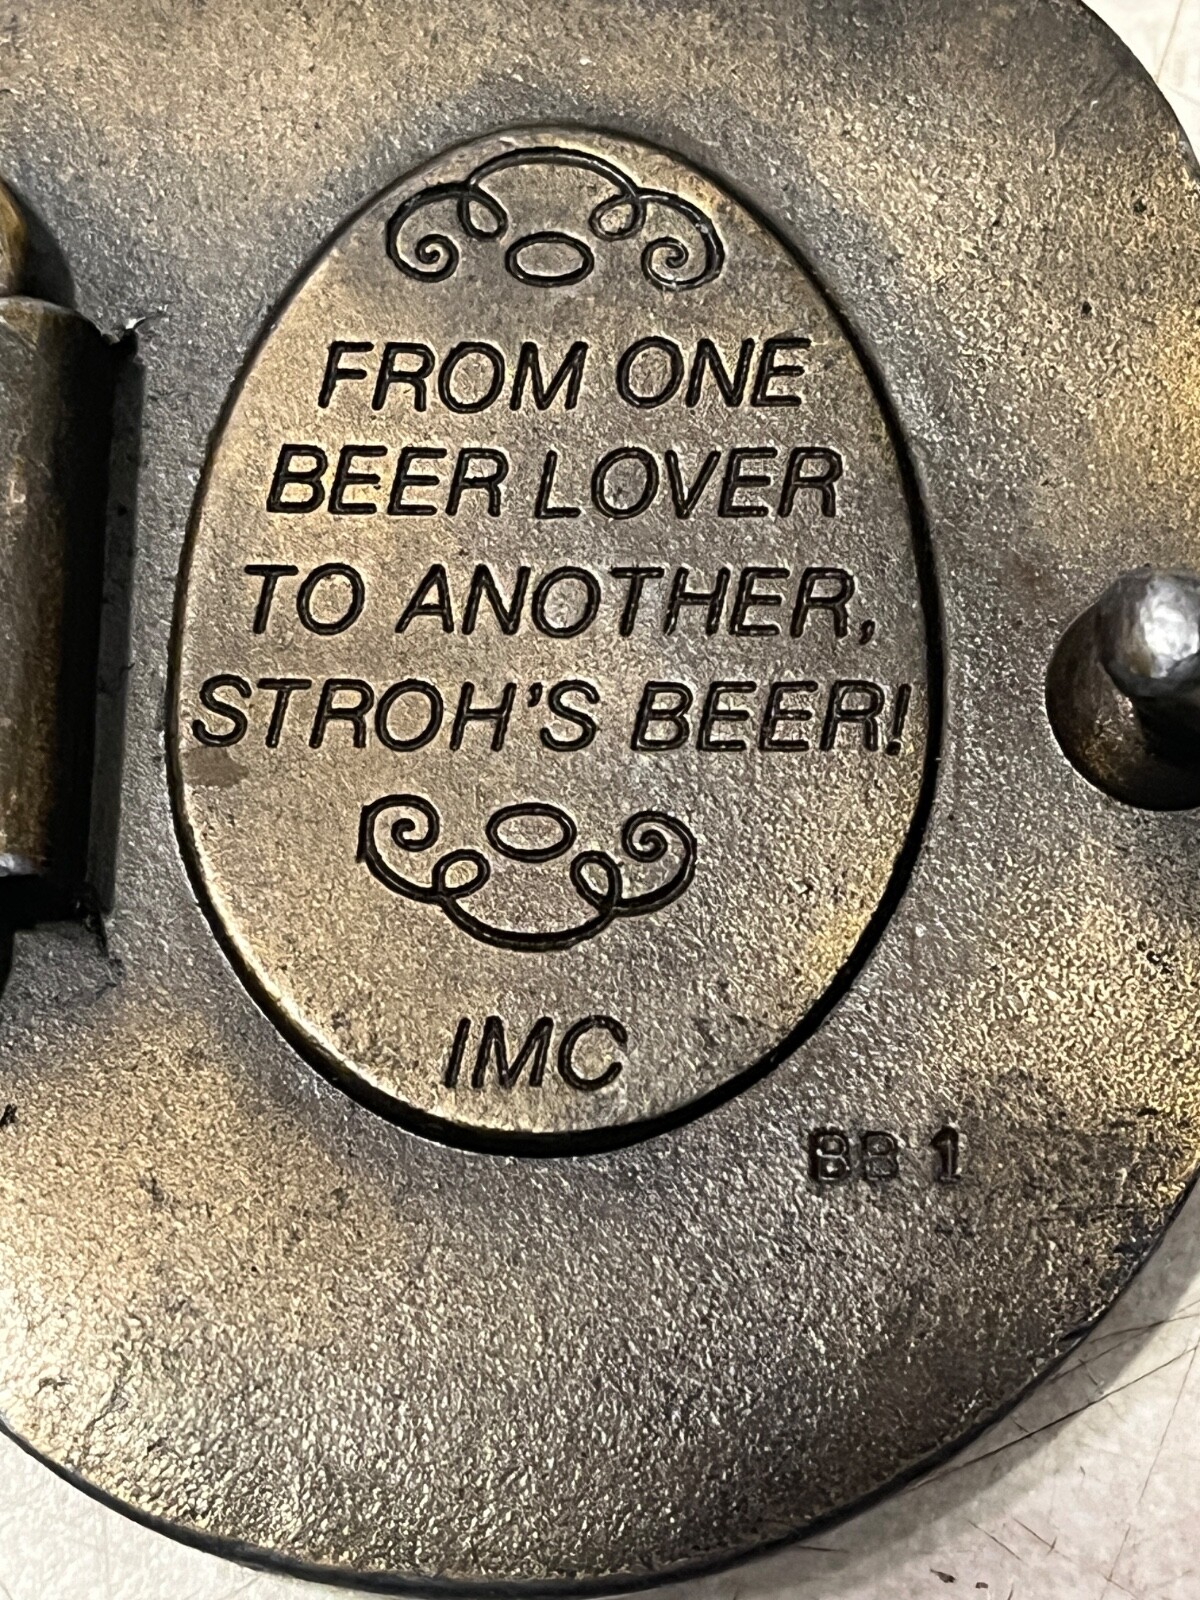 FROM ONE
BEER LOVER
TO ANOTHER,
STROH'S BEER!
IMC
BB 1